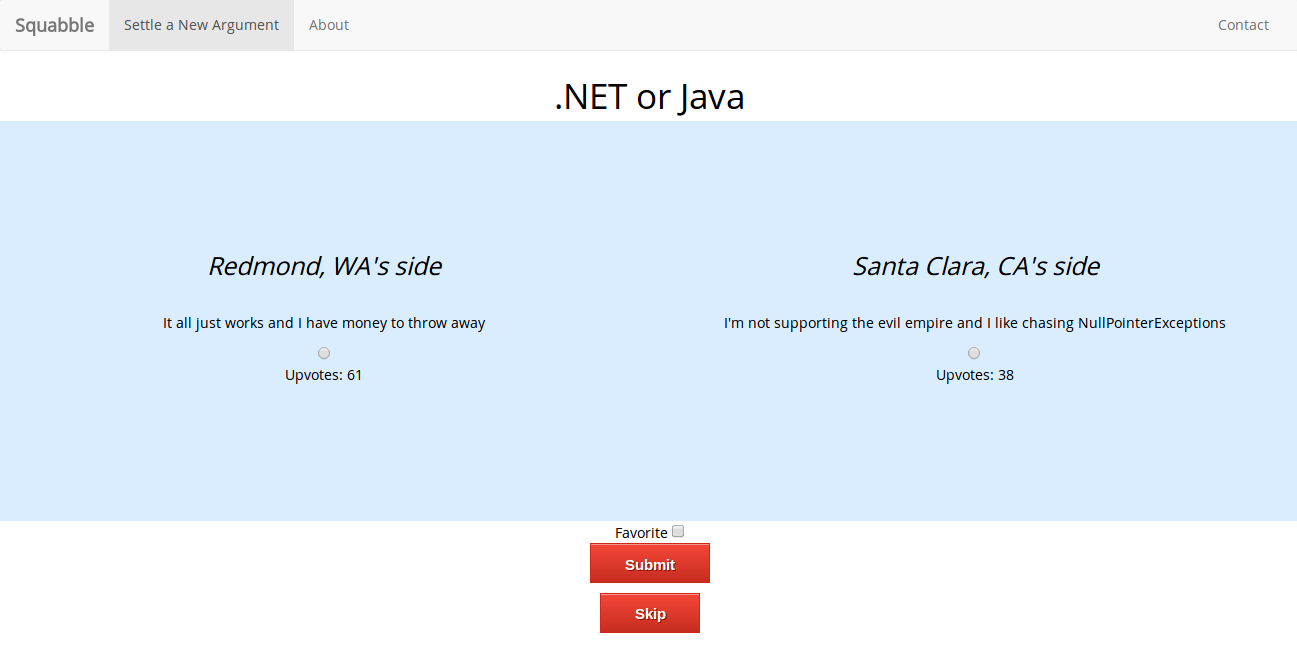 Squabble Settle a New Argument About Contact
.NET or Java
Redmond, WA's side
It all just works and I have money to throw away
Upvotes: 61
Santa Clara, CA's side
I'm not supporting the evil empire and I like chasing NullPointerExceptions
Upvotes: 38
Favorite
Submit
Skip